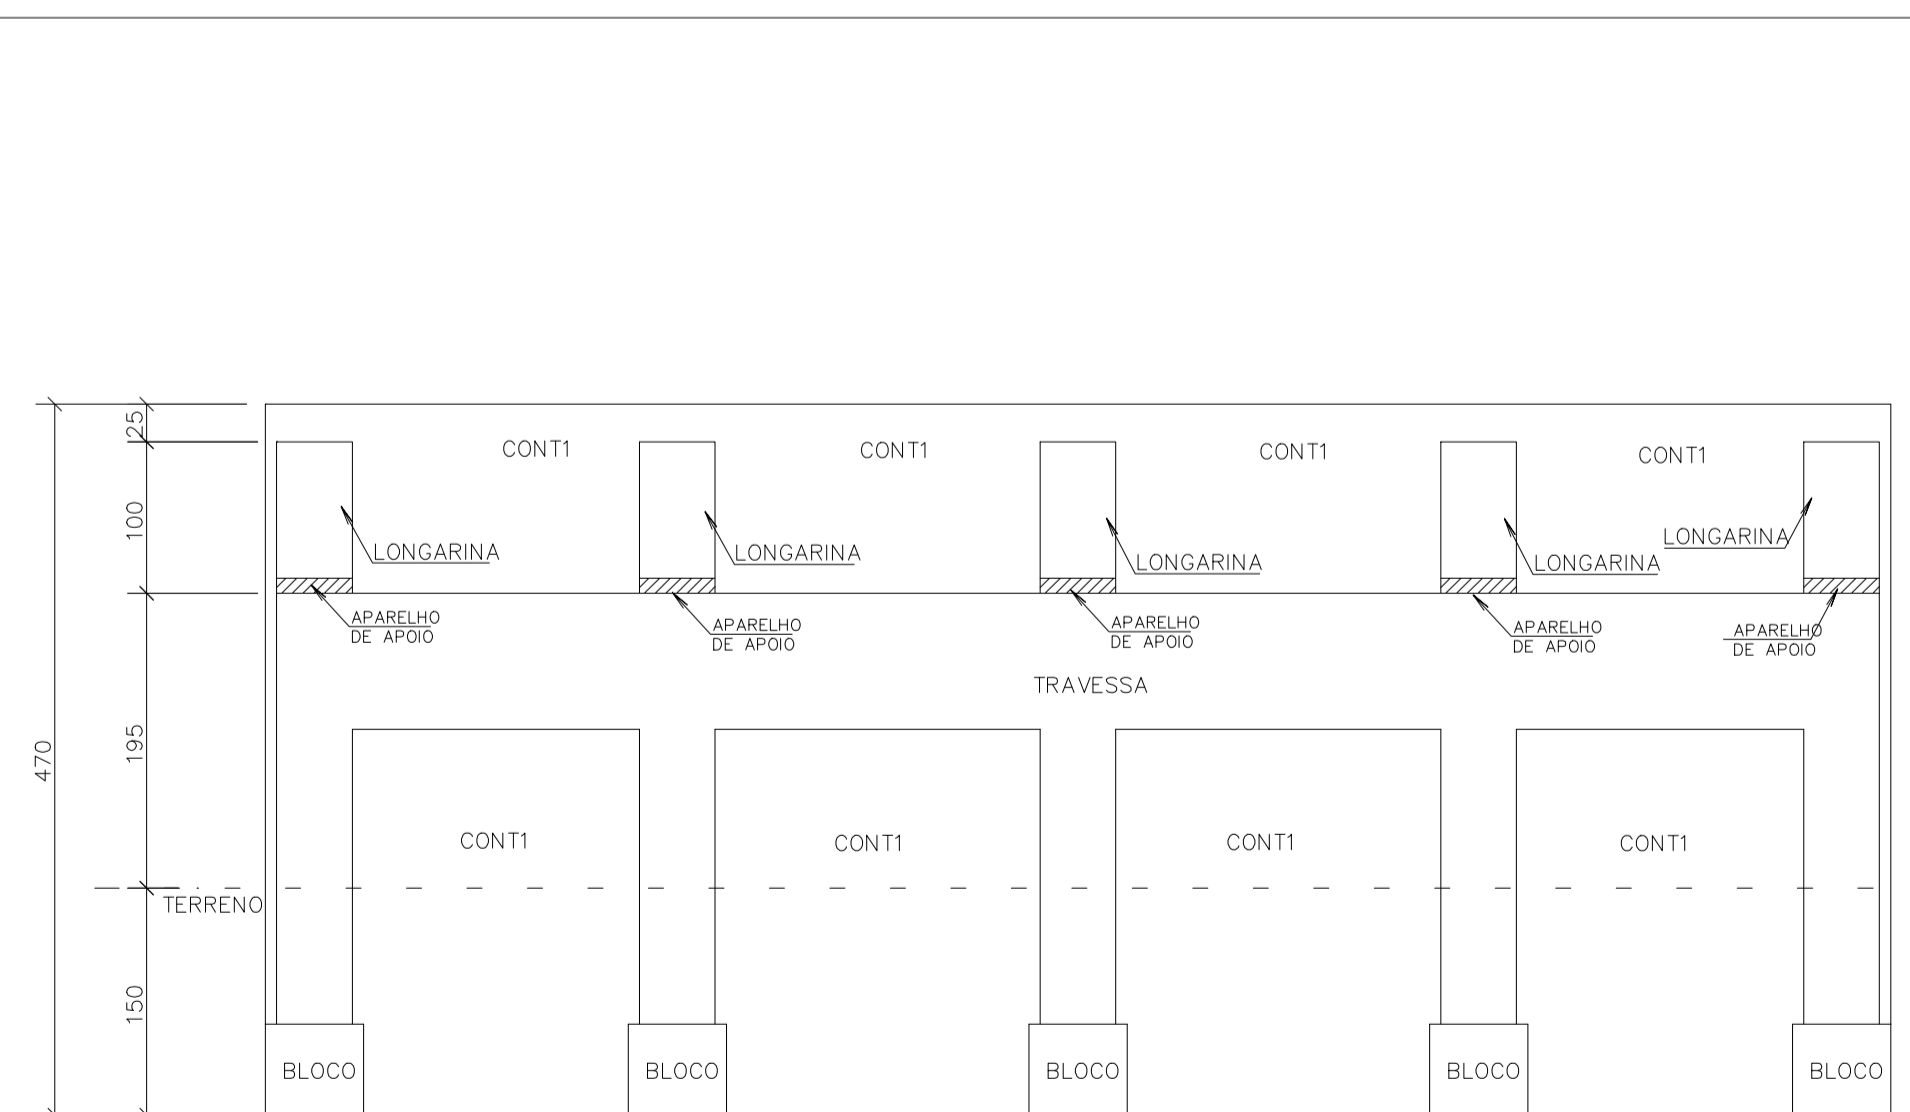 25
CONT1
CONT1
CONT1
CONT1
100
LONGARINA
LONGARINA
LONGARINA
LONGARINA
LONGARINA
APARELHO
DE APOIO
APARELHO
DE APOIO
APARELHO
DE APOIO
APARELHO
DE APOIO
APARELHO
DE APOIO
TRAVESSA
195
470
CONT1
CONT1
CONT1
CONT1
TERRENO
150
BLOCO
BLOCO
BLOCO
BLOCO
BLOCO